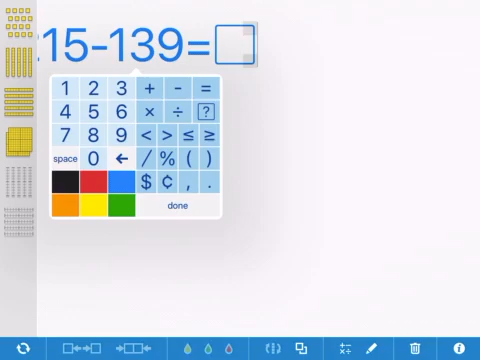 15-139=
1 2 3 + - =
4 5 6 × ÷ ?
7 8 9 < > ≤ ≥
space 0 ← / % ( )
$ ¢ , .
done